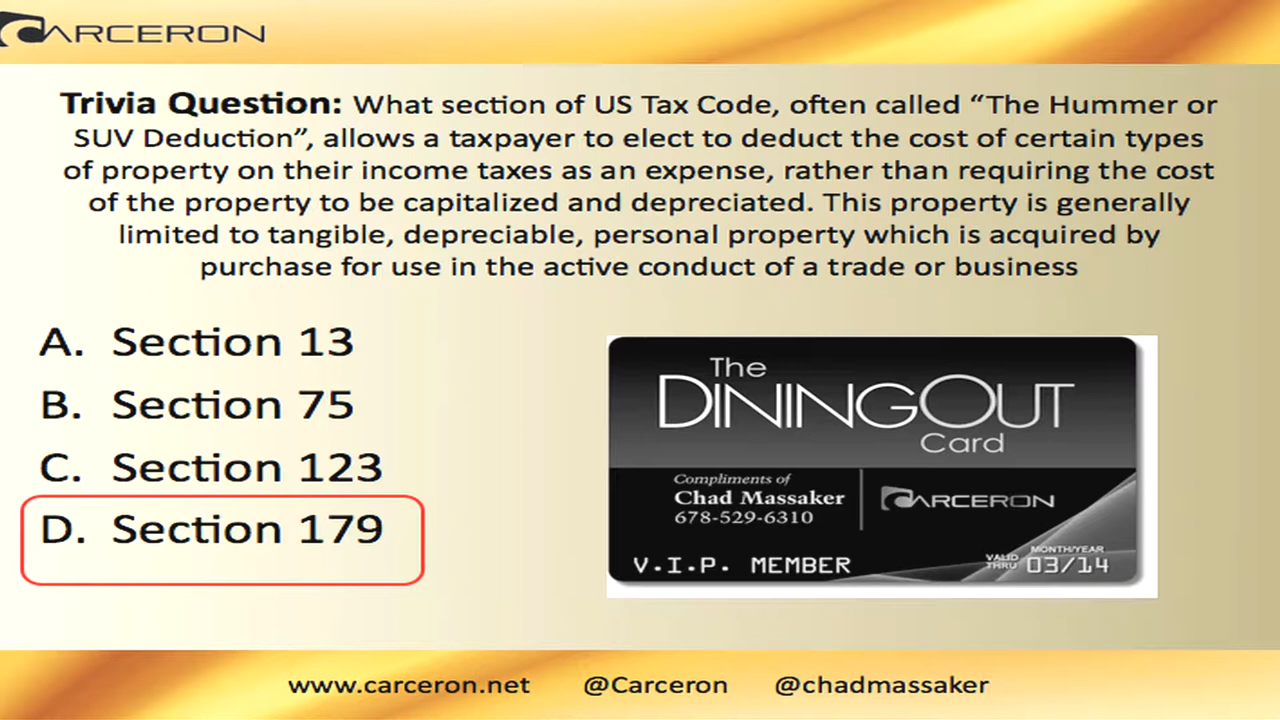 CARCERON
Trivia Question: What section of US Tax Code, often called “The Hummer or
SUV Deduction”, allows a taxpayer to elect to deduct the cost of certain types
of property on their income taxes as an expense, rather than requiring the cost
of the property to be capitalized and depreciated. This property is generally
limited to tangible, depreciable, personal property which is acquired by
purchase for use in the active conduct of a trade or business
A. Section 13
B. Section 75
C. Section 123
D. Section 179
The
DININGOUT
Card
Compliments of
Chad Massaker
678-529-6310
CARCERON
V.I.P. MEMBER
VALID THRU
MONTH/YEAR
03/14
www.carceron.net @Carceron @chadmassaker